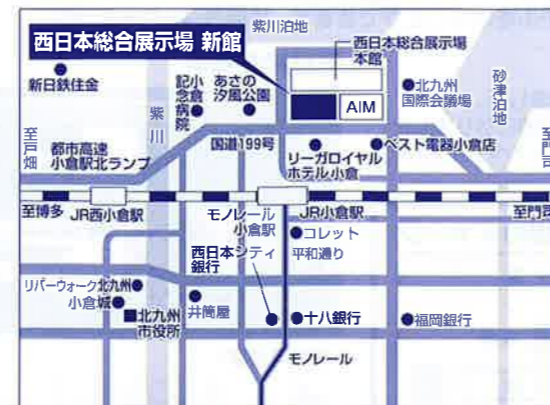 紫川泊地
西日本総合展示場 新館
西日本総合展示場
本館
新日鉄住金
小倉
記念病院
あさの
汐風公園
AIM
北九州
国際会議場
砂津泊地
至戸畑
紫川
都市高速
小倉駅北ランプ
国道199号
リーガロイヤル
ホテル小倉
ベスト電器小倉店
至門司
至博多
JR西小倉駅
モノレール
小倉駅
JR小倉駅
至門司
コレット
西日本シティ
銀行
平和通り
リバーウォーク北九州
小倉城
北九州
市役所
井筒屋
十八銀行
福岡銀行
モノレール